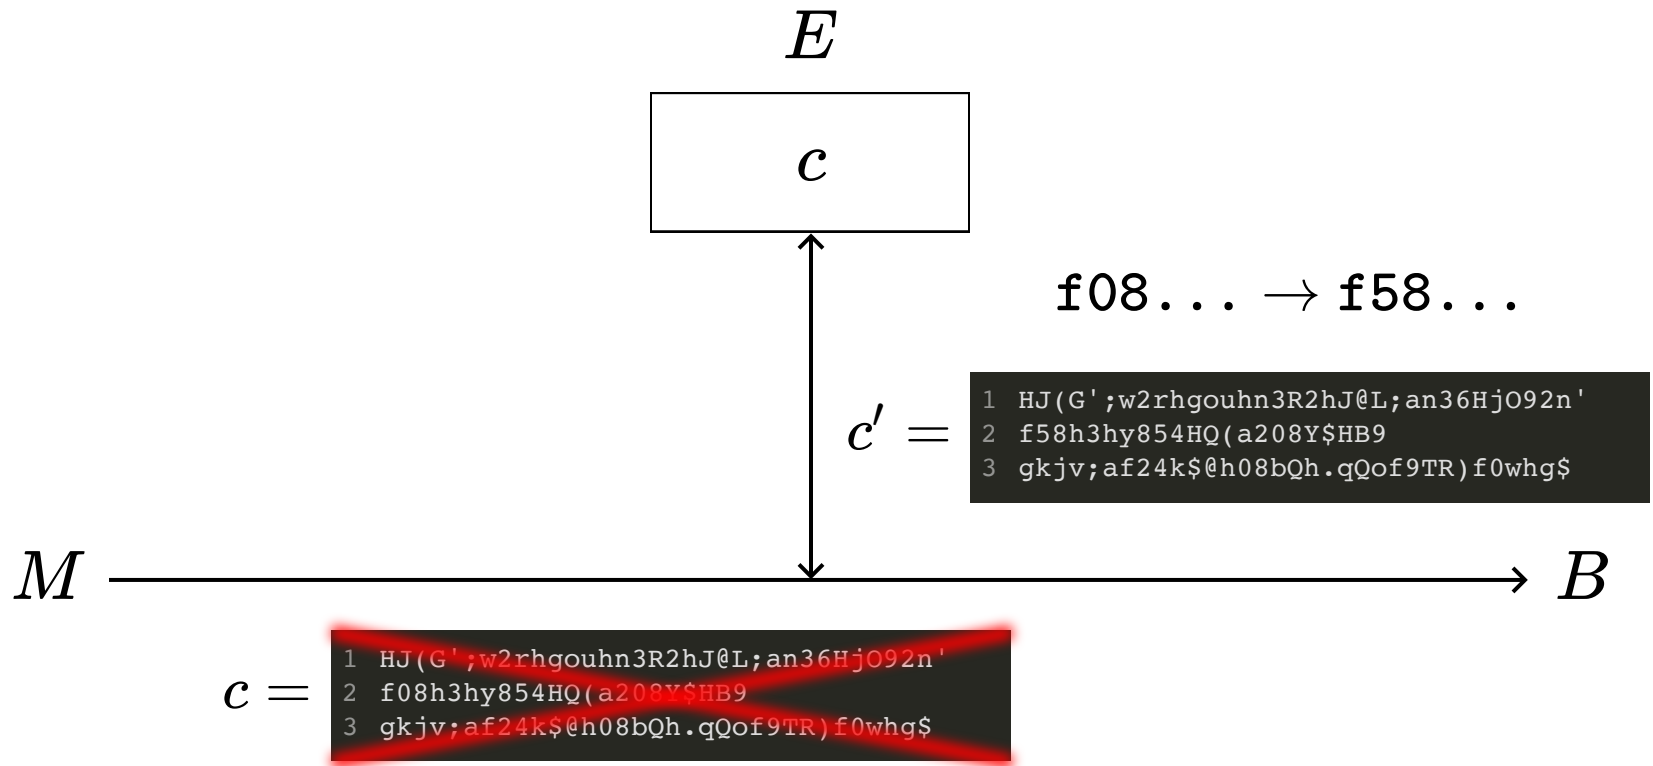 E
c
f08... → f58...
c′ =
1 HJ(G';w2rhgouhn3R2hJ@L;an36HjO92n'
2 f58h3hy854HQ(a208Y$HB9
3 gkjv;af24k$@h08bQh.qQof9TR)f0whg$
M
B
c =
1 HJ(G';w2rhgouhn3R2hJ@L;an36HjO92n'
2 f08h3hy854HQ(a208Y$HB9
3 gkjv;af24k$@h08bQh.qQof9TR)f0whg$